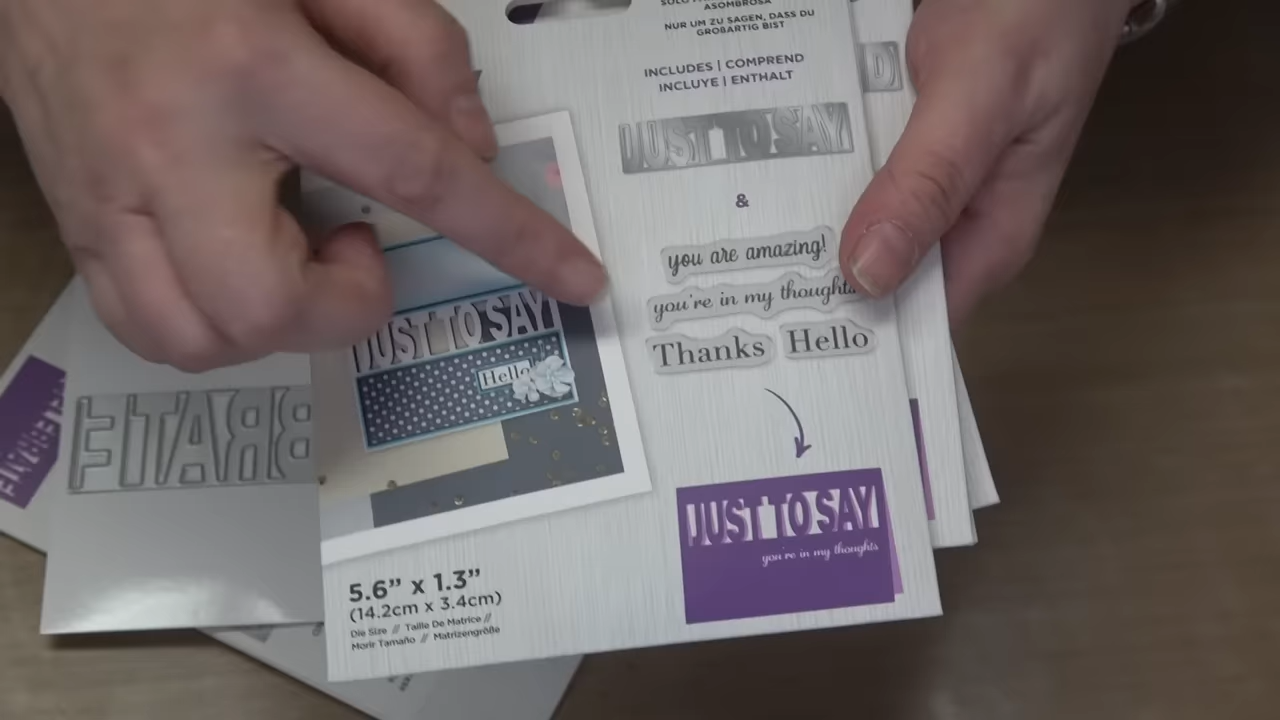 ASOMBROSA
NUR UM ZU SAGEN, DASS DU
GROßARTIG BIST
INCLUDES | COMPREND
INCLUYE | ENTHALT
JUST TO SAY
&
you are amazing!
you're in my thoughts
Thanks Hello
JUST TO SAY
Hello
JUST TO SAY
you're in my thoughts
5.6” x 1.3”
(14.2cm x 3.4cm)
Die Size // Taille De Matrice //
Morir Tamaño // Matrizengröße